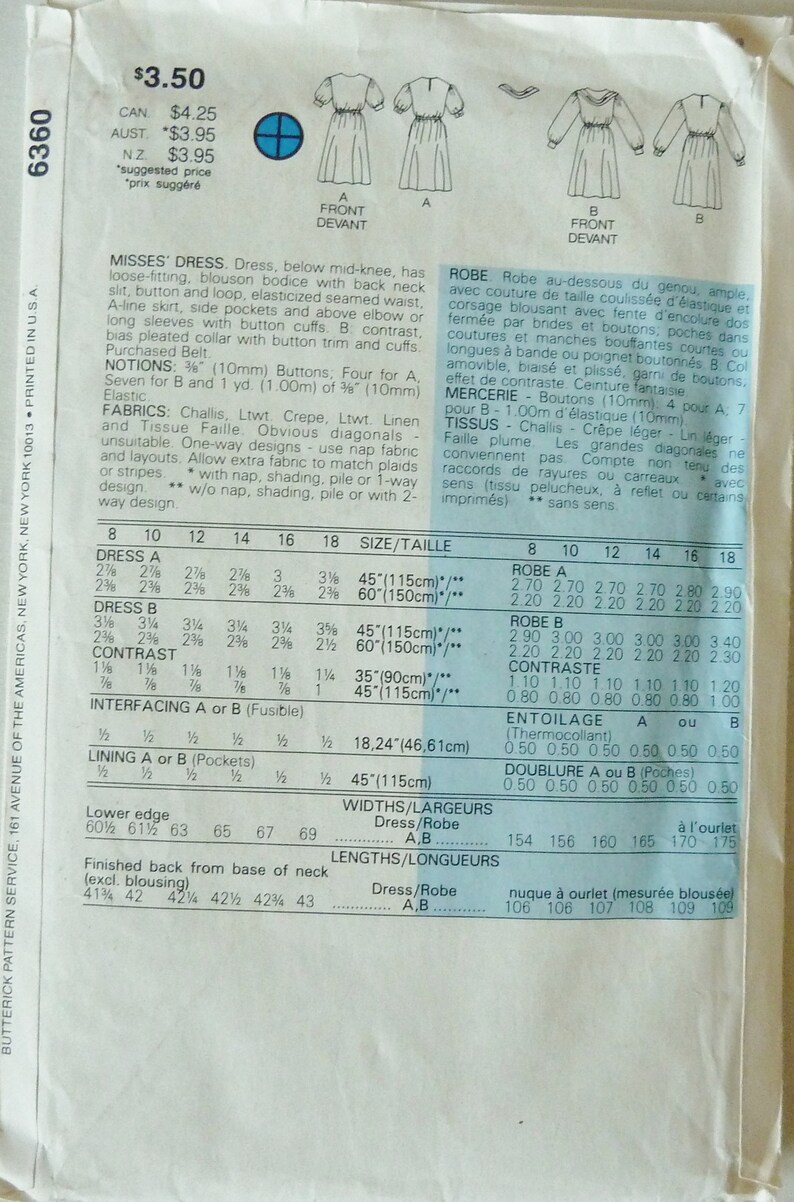 6360
BUTTERICK PATTERN SERVICE, 161 AVENUE OF THE AMERICAS, NEW YORK, NEW YORK 10013 • PRINTED IN U.S.A.
$3.50
CAN. $4.25
AUST. *$3.95
N.Z. $3.95
*suggested price
*prix suggéré
A
FRONT
DEVANT
A
B
FRONT
DEVANT
B
MISSES' DRESS. Dress, below mid-knee, has
loose-fitting, blouson bodice with back neck
slit, button and loop, elasticized seamed waist,
A-line skirt, side pockets and above elbow or
long sleeves with button cuffs. B: contrast,
bias pleated collar with button trim and cuffs.
Purchased Belt.
NOTIONS: ⅜" (10mm) Buttons; Four for A,
Seven for B and 1 yd. (1.00m) of ⅜" (10mm)
Elastic.
FABRICS: Challis, Ltwt. Crepe, Ltwt. Linen
and Tissue Faille. Obvious diagonals -
unsuitable. One-way designs - use nap fabric
and layouts. Allow extra fabric to match plaids
or stripes. * with nap, shading, pile or 1-way
design. ** w/o nap, shading, pile or with 2-
way design.
ROBE. Robe au-dessous du genou, ample,
avec couture de taille coulissée d'élastique et
corsage blousant avec fente d'encolure dos
fermée par brides et boutons, poches dans
coutures et manches bouffantes courtes ou
longues à bande ou poignet boutonnés. B: Col
amovible, biaisé et plissé, garni de boutons,
effet de contraste. Ceinture fantaisie.
MERCERIE - Boutons (10mm): 4 pour A, 7
pour B - 1.00m d'élastique (10mm).
TISSUS - Challis - Crêpe léger - Lin léger -
Faille plume. Les grandes diagonales ne
conviennent pas. Compte non tenu des
raccords de rayures ou carreaux. * avec
sens (tissu pelucheux, à reflet ou certains
imprimés) ** sans sens.
8 10 12 14 16 18 SIZE/TAILLE 8 10 12 14 16 18
DRESS A ROBE A
2⅞ 2⅞ 2⅞ 2⅞ 3 3⅛ 45"(115cm)*/** 2.70 2.70 2.70 2.70 2.80 2.90
2⅜ 2⅜ 2⅜ 2⅜ 2⅜ 2⅜ 60"(150cm)*/** 2.20 2.20 2.20 2.20 2.20 2.20
DRESS B ROBE B
3⅛ 3¼ 3¼ 3¼ 3¼ 3⅝ 45"(115cm)*/** 2.90 3.00 3.00 3.00 3.00 3.40
2⅜ 2⅜ 2⅜ 2⅜ 2⅜ 2½ 60"(150cm)*/** 2.20 2.20 2.20 2.20 2.20 2.30
CONTRAST CONTRASTE
1⅛ 1⅛ 1⅛ 1⅛ 1⅛ 1¼ 35"(90cm)*/** 1.10 1.10 1.10 1.10 1.10 1.20
⅞ ⅞ ⅞ ⅞ ⅞ 1 45"(115cm)*/** 0.80 0.80 0.80 0.80 0.80 1.00
INTERFACING A or B (Fusible) ENTOILAGE A ou B
(Thermocollant)
½ ½ ½ ½ ½ ½ 18,24"(46,61cm) 0.50 0.50 0.50 0.50 0.50 0.50
LINING A or B (Pockets) DOUBLURE A ou B (Poches)
½ ½ ½ ½ ½ ½ 45"(115cm) 0.50 0.50 0.50 0.50 0.50 0.50
WIDTHS/LARGEURS
Lower edge Dress/Robe à l'ourlet
60½ 61½ 63 65 67 69 ............. A,B ........... 154 156 160 165 170 175
LENGTHS/LONGUEURS
Finished back from base of neck
(excl. blousing) Dress/Robe nuque à ourlet (mesurée blousée)
41¾ 42 42¼ 42½ 42¾ 43 ............. A,B ........... 106 106 107 108 109 109